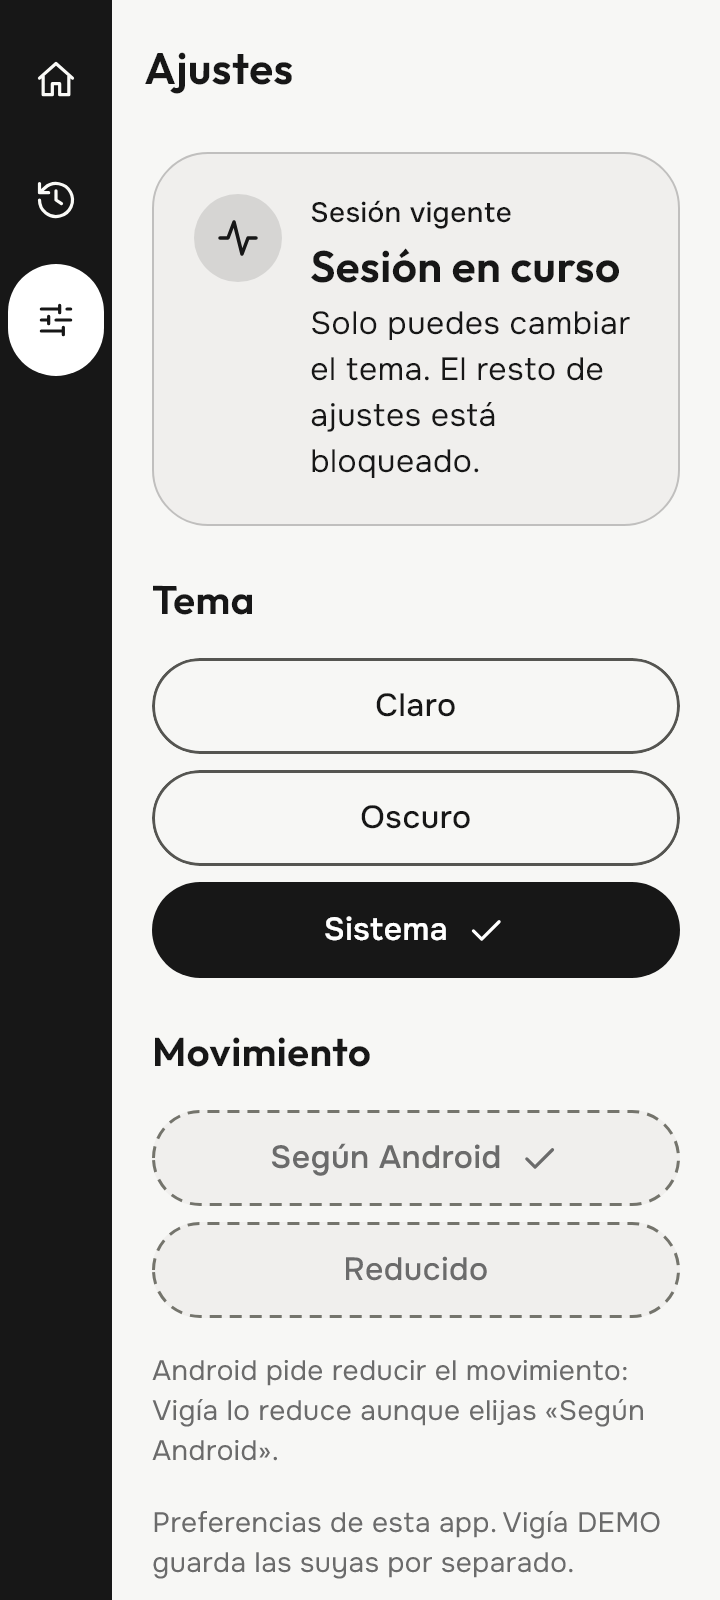 Ajustes
Sesión vigente
Sesión en curso
Solo puedes cambiar
el tema. El resto de
ajustes está
bloqueado.
Tema
Claro
Oscuro
Sistema
Movimiento
Según Android
Reducido
Android pide reducir el movimiento:
Vigía lo reduce aunque elijas «Según
Android».
Preferencias de esta app. Vigía DEMO
guarda las suyas por separado.